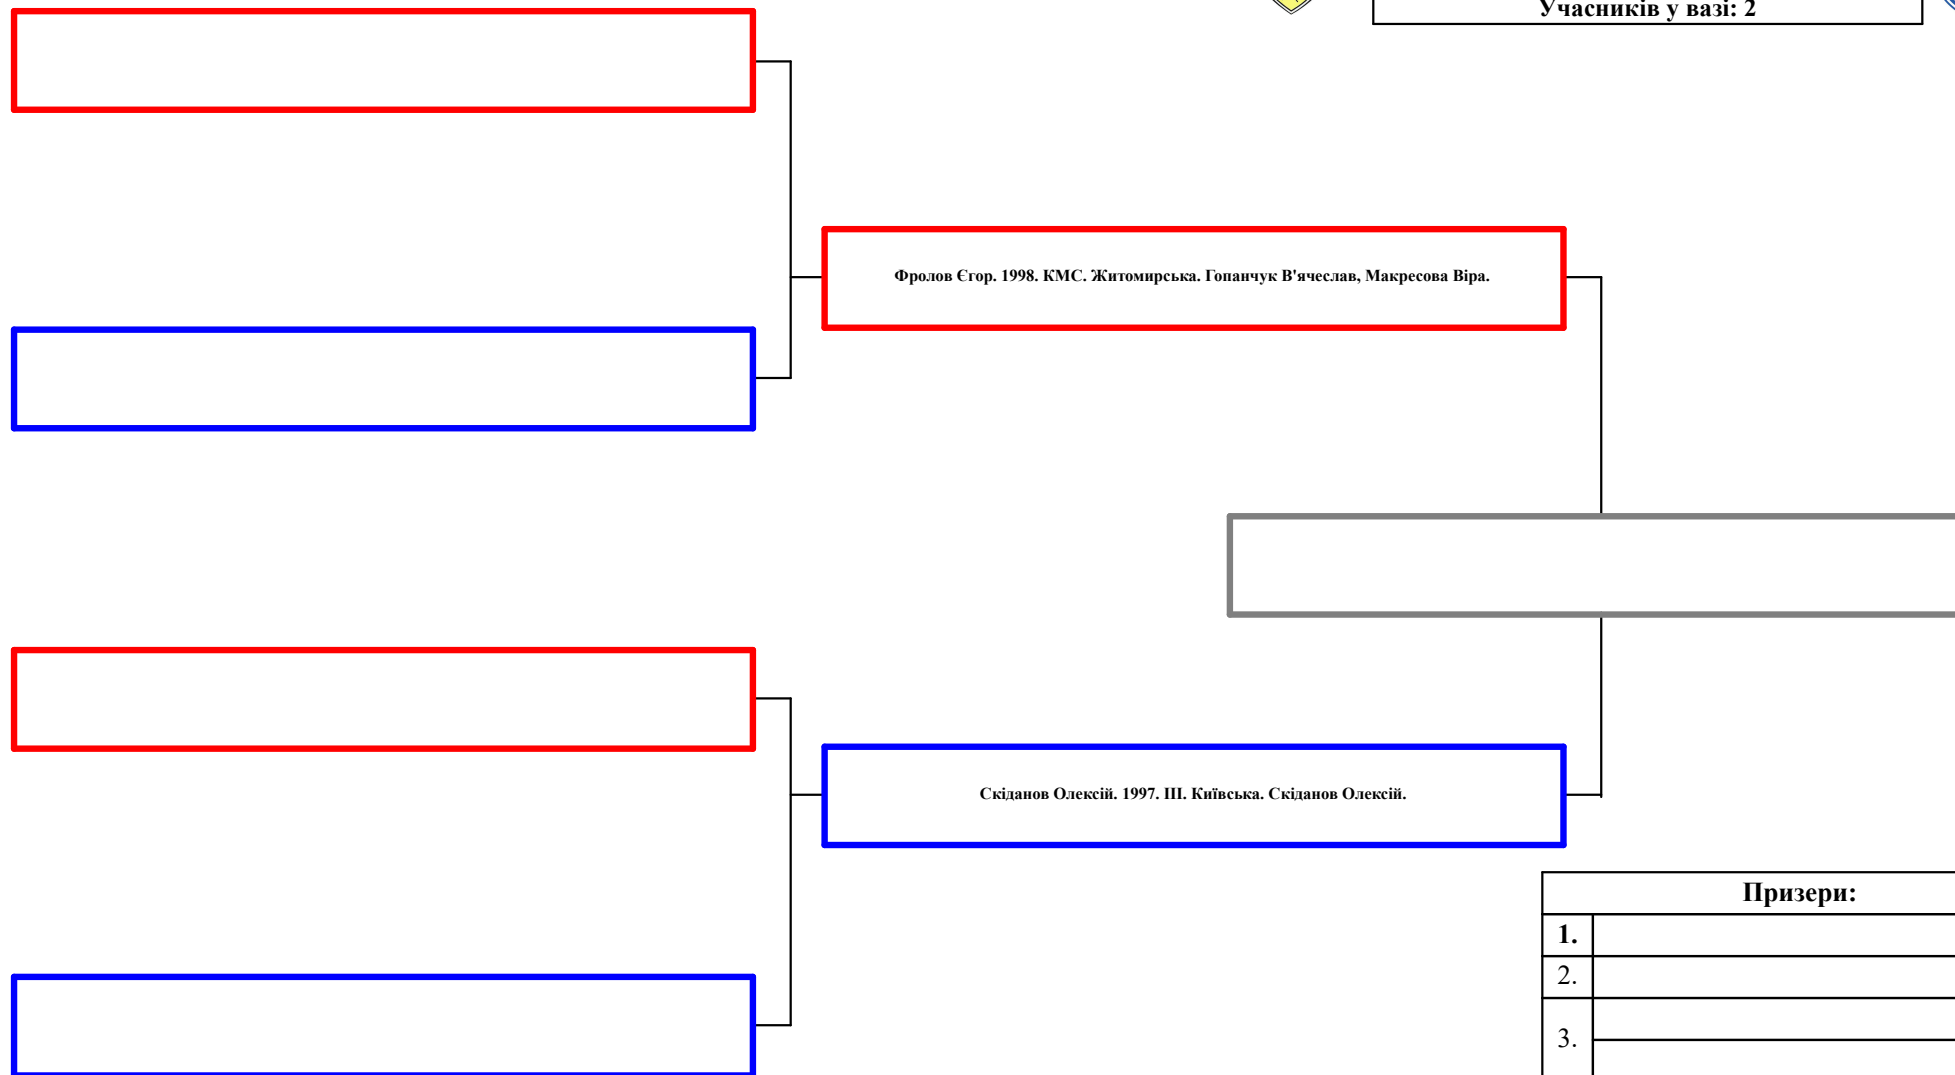 Учасників у вазі: 2
Фролов Єгор. 1998. КМС. Житомирська. Гопанчук В'ячеслав, Макресова Віра.
Скіданов Олексій. 1997. ІІІ. Київська. Скіданов Олексій.
Призери:
1.
2.
3.